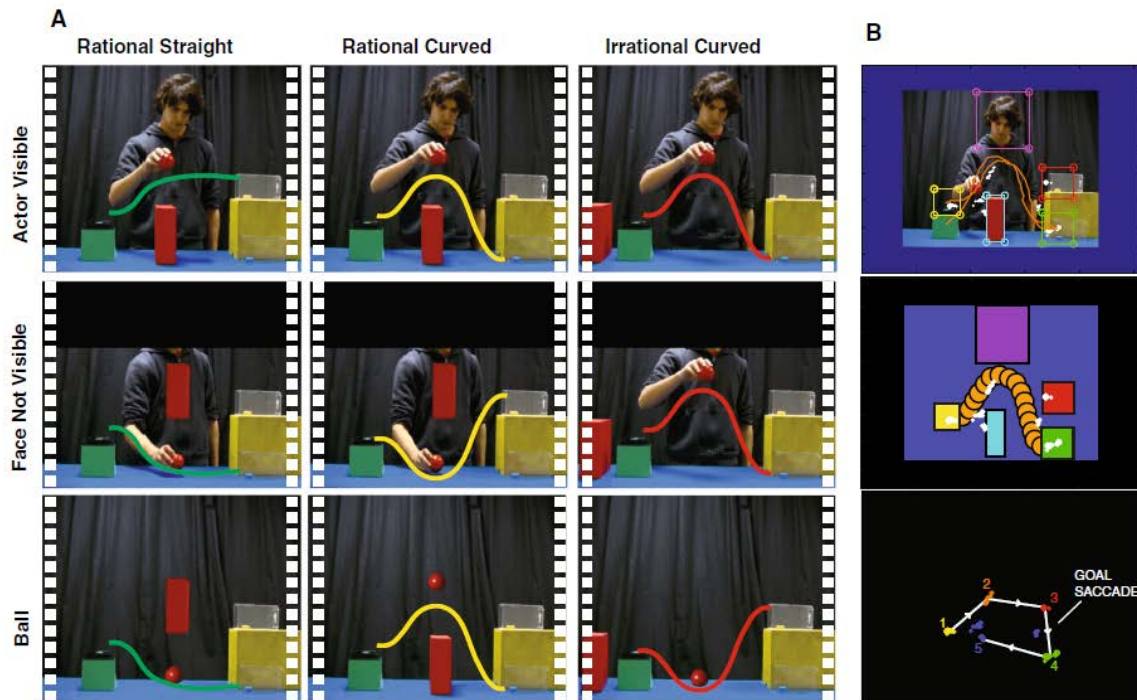 A
B
Rational Straight
Rational Curved
Irrational Curved
Actor Visible
Face Not Visible
Ball
1
2
3
GOAL
SACCADE
5
4